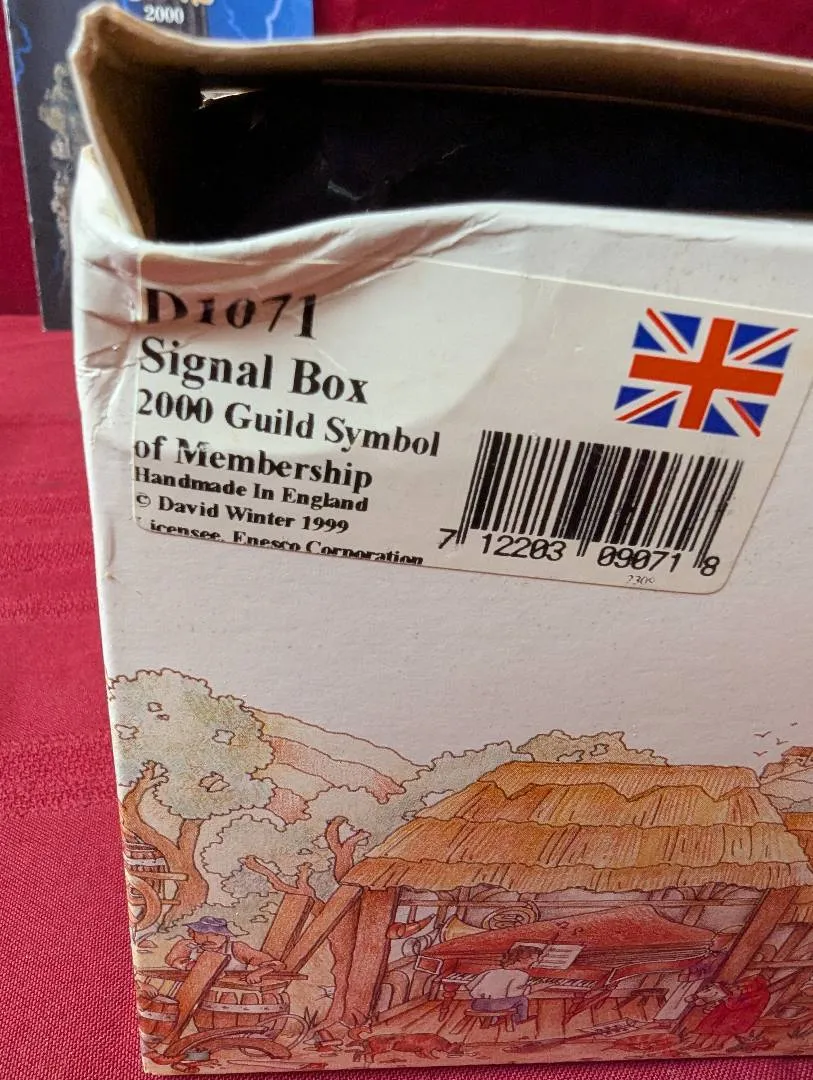 2000
D1071
Signal Box
2000 Guild Symbol
of Membership
Handmade In England
© David Winter 1999
Licensee. Enesco Corporation
7 12203 09071 8